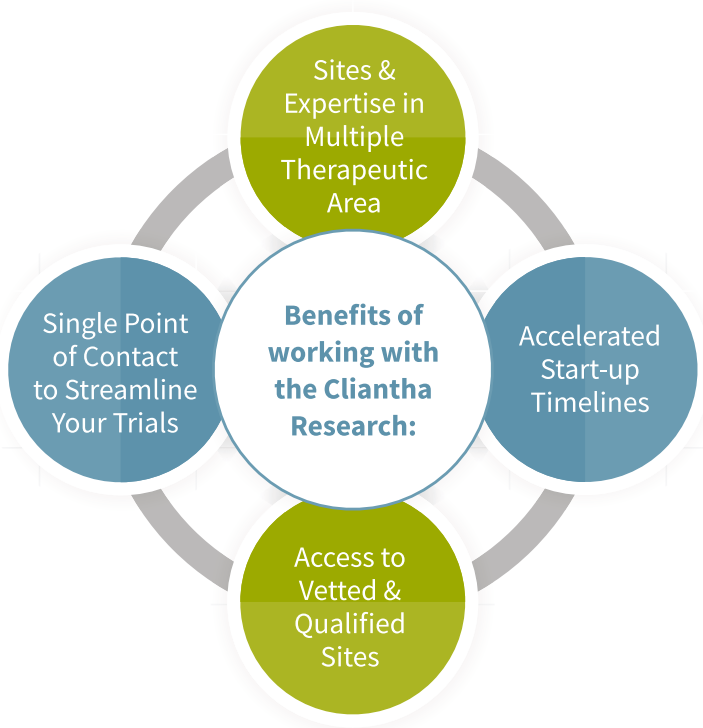 Sites &
Expertise in
Multiple
Therapeutic
Area
Single Point
of Contact
to Streamline
Your Trials
Benefits of
working with
the Cliantha
Research:
Accelerated
Start-up
Timelines
Access to
Vetted &
Qualified
Sites